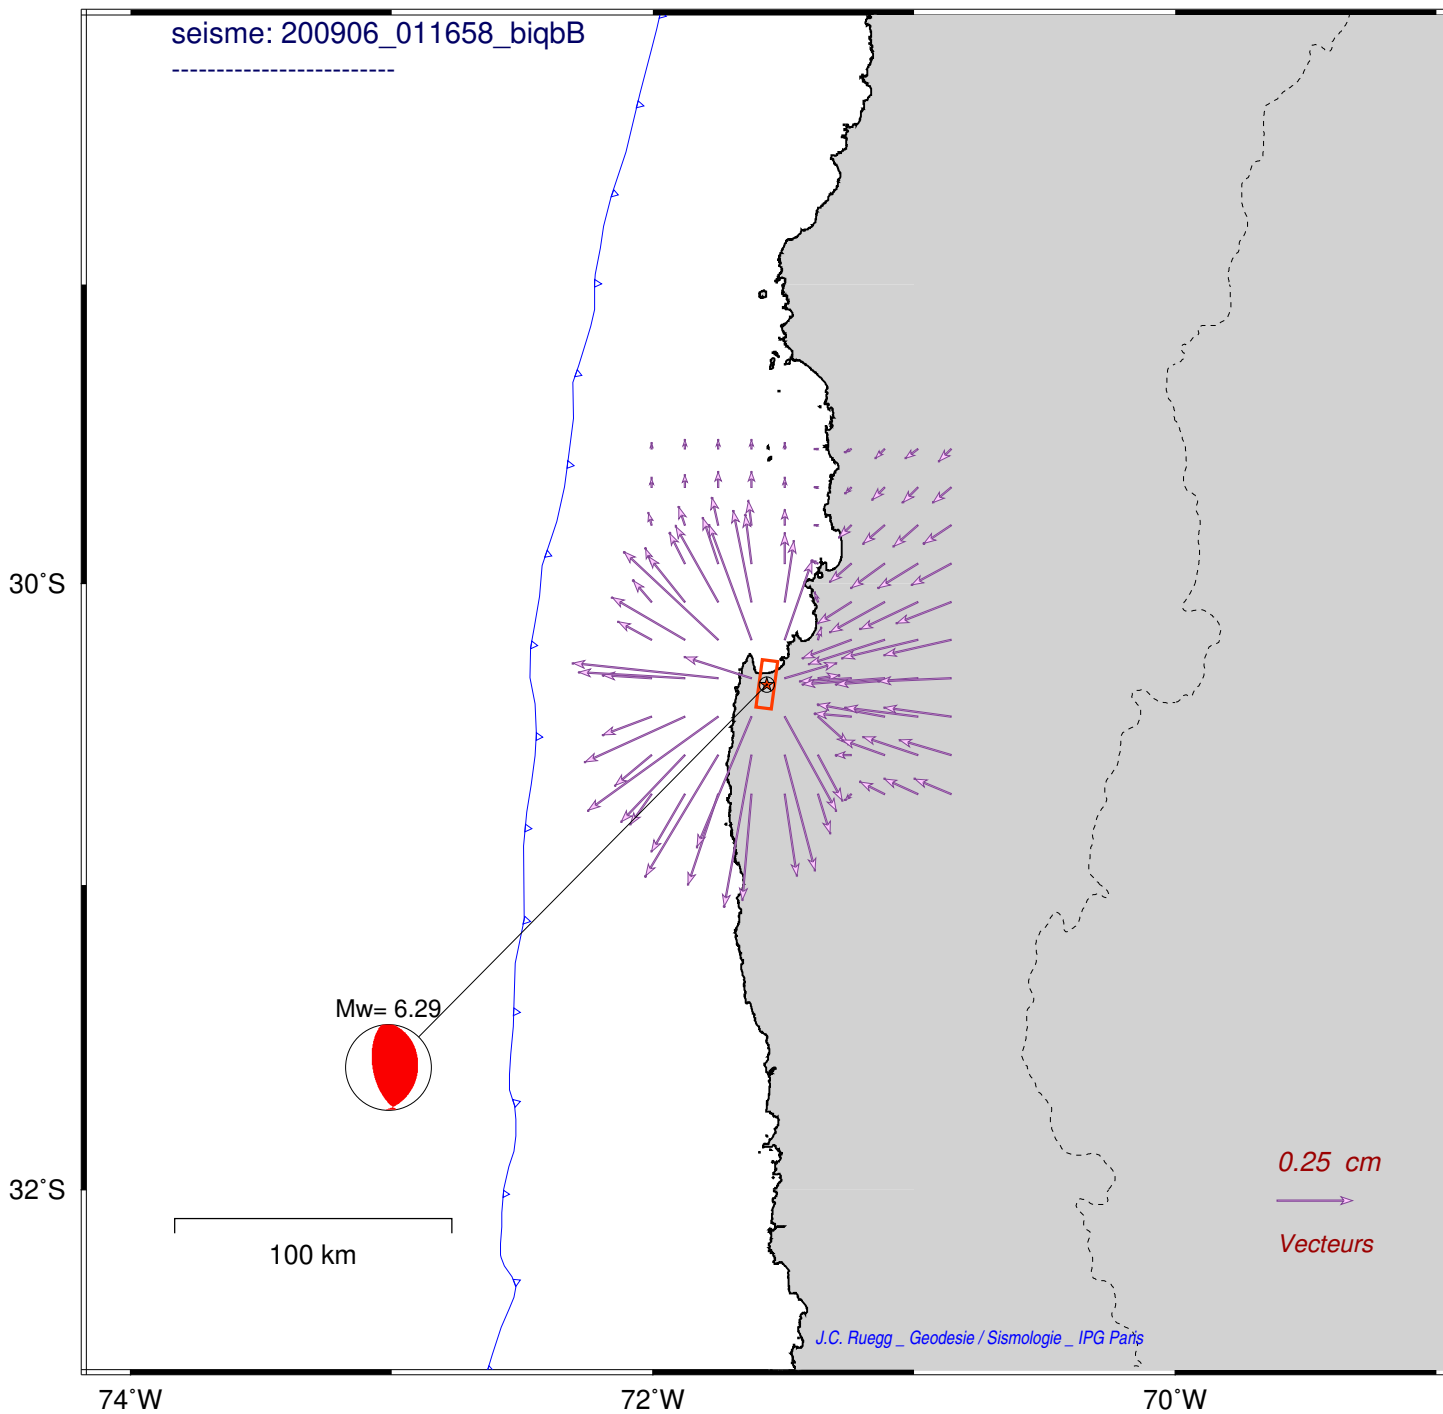 seisme: 200906_011658_biqbB
-------------------------
30˚S
Mw= 6.29
32˚S
0.25 cm
100 km
Vecteurs
J.C. Ruegg _ Geodesie / Sismologie _ IPG Paris
74˚W
72˚W
70˚W